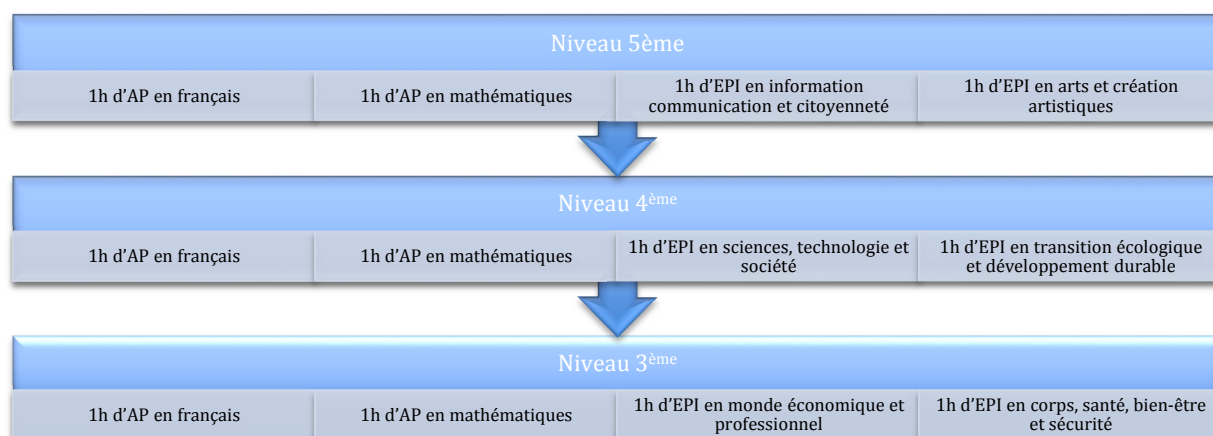 Niveau 5ème
1h d’AP en français
1h d’AP en mathématiques
1h d’EPI en information
communication et citoyenneté
1h d’EPI en arts et création
artistiques
Niveau 4ème
1h d’AP en français
1h d’AP en mathématiques
1h d’EPI en sciences, technologie et
société
1h d’EPI en transition écologique
et développement durable
Niveau 3ème
1h d’AP en français
1h d’AP en mathématiques
1h d’EPI en monde économique et
professionnel
1h d’EPI en corps, santé, bien-être
et sécurité